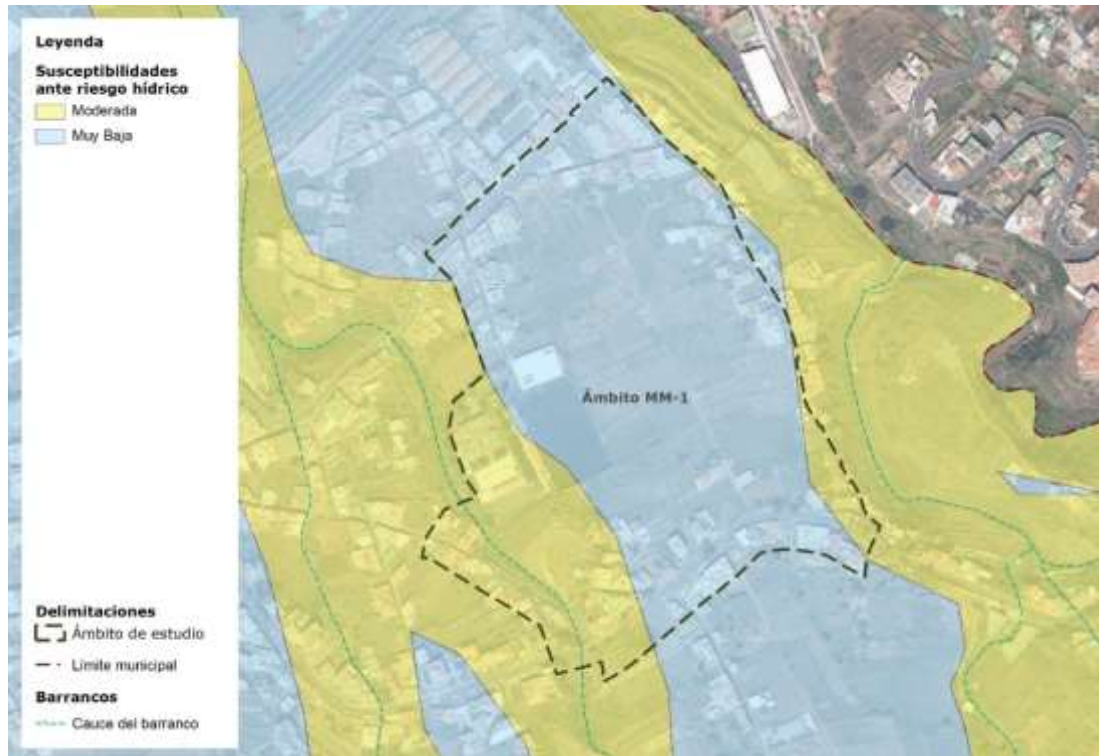 Leyenda
Susceptibilidades
ante riesgo hídrico
Moderada
Muy Baja
Ámbito MM-1
Delimitaciones
Ámbito de estudio
Límite municipal
Barrancos
Cauce del barranco